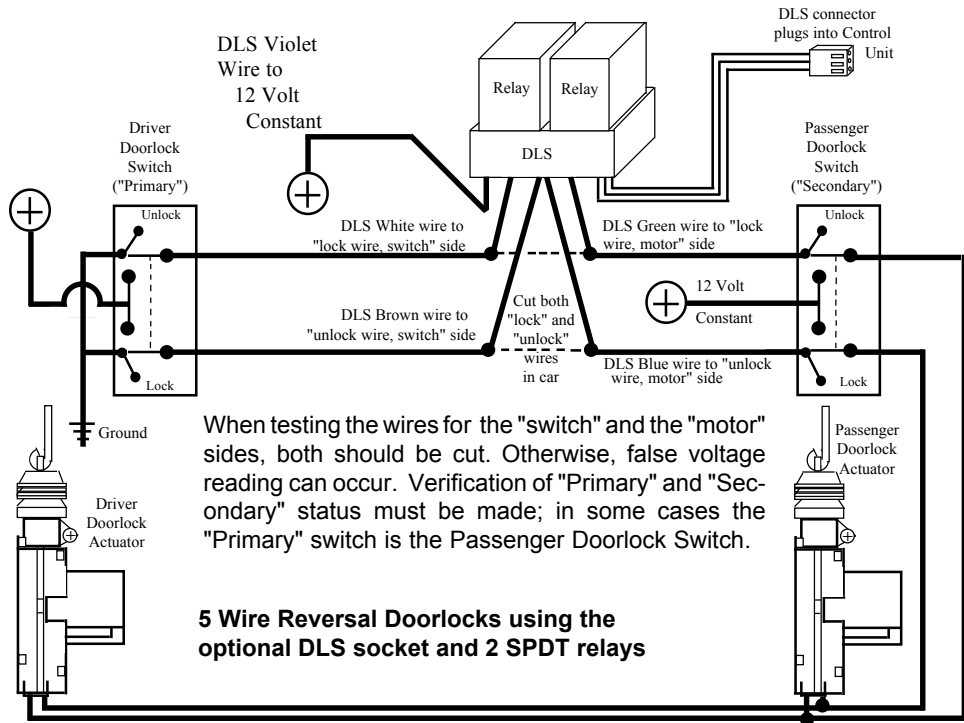 DLS connector
plugs into Control
Unit
DLS Violet
Wire to
12 Volt
Constant
Relay
Relay
DLS
Driver
Doorlock
Switch
("Primary")
Passenger
Doorlock
Switch
("Secondary")
Unlock
Unlock
DLS White wire to
"lock wire, switch" side
DLS Green wire to "lock
wire, motor" side
12 Volt
Constant
Cut both
"lock" and
"unlock"
wires
in car
DLS Brown wire to
"unlock wire, switch" side
DLS Blue wire to "unlock
wire, motor" side
Lock
Lock
Ground
Driver
Doorlock
Actuator
Passenger
Doorlock
Actuator
When testing the wires for the "switch" and the "motor"
sides, both should be cut. Otherwise, false voltage
reading can occur. Verification of "Primary" and "Sec-
ondary" status must be made; in some cases the
"Primary" switch is the Passenger Doorlock Switch.
5 Wire Reversal Doorlocks using the
optional DLS socket and 2 SPDT relays